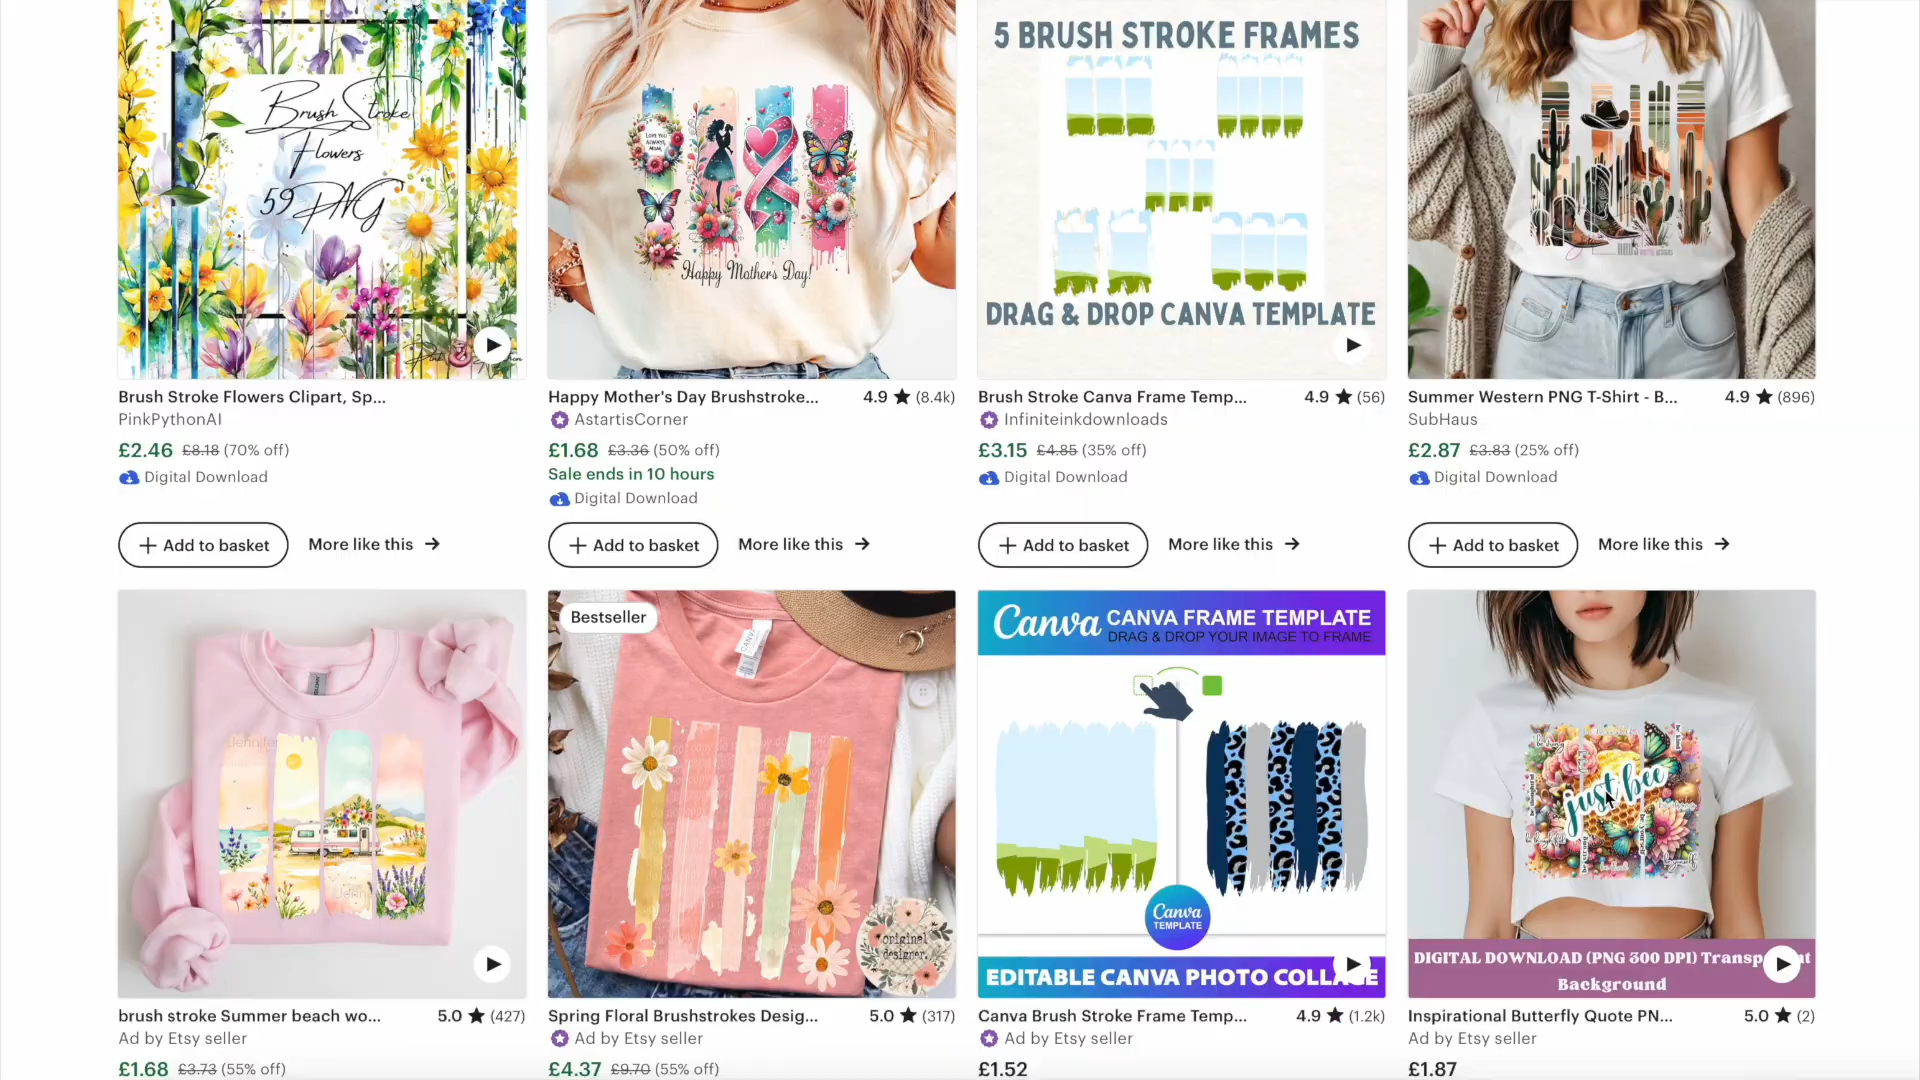 Brush Stroke
Flowers
59 PNG
LOVE YOU
ALWAYS,
MOM
Happy Mother's Day!
5 BRUSH STROKE FRAMES
DRAG & DROP CANVA TEMPLATE
Brush Stroke Flowers Clipart, Sp...
PinkPythonAI
£2.46 £8.18 (70% off)
Digital Download
+ Add to basket
More like this →
Happy Mother's Day Brushstroke... 4.9 ★ (8.4k)
AstartisCorner
£1.68 £3.36 (50% off)
Sale ends in 10 hours
Digital Download
+ Add to basket
More like this →
Brush Stroke Canva Frame Temp... 4.9 ★ (56)
Infiniteinkdownloads
£3.15 £4.85 (35% off)
Digital Download
+ Add to basket
More like this →
Summer Western PNG T-Shirt - B... 4.9 ★ (896)
SubHaus
£2.87 £3.83 (25% off)
Digital Download
+ Add to basket
More like this →
Jennifer
Bestseller
original
designer.
Canva CANVA FRAME TEMPLATE
DRAG & DROP YOUR IMAGE TO FRAME
Canva
TEMPLATE
EDITABLE CANVA PHOTO COLLAGE
just bee
DIGITAL DOWNLOAD (PNG 300 DPI)
Background
brush stroke Summer beach wo... 5.0 ★ (427)
Ad by Etsy seller
£1.68 £3.73 (55% off)
Spring Floral Brushstrokes Desig... 5.0 ★ (317)
Ad by Etsy seller
£4.37 £9.70 (55% off)
Canva Brush Stroke Frame Temp... 4.9 ★ (1.2k)
Ad by Etsy seller
£1.52
Inspirational Butterfly Quote PN... 5.0 ★ (2)
Ad by Etsy seller
£1.87